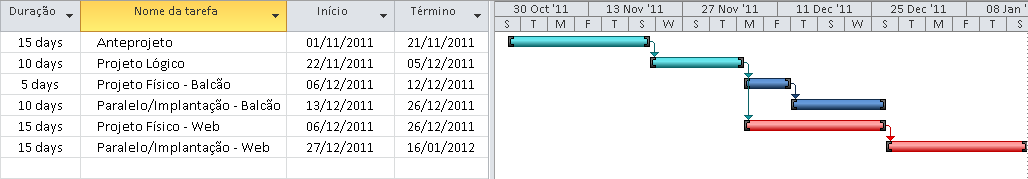 Duração Nome da tarefa Início Término 30 Oct '11 13 Nov '11 27 Nov '11 11 Dec '11 25 Dec '11 08 Jan '
S T M F T S W S T M F T S W S T M F T S
15 days Anteprojeto 01/11/2011 21/11/2011
10 days Projeto Lógico 22/11/2011 05/12/2011
5 days Projeto Físico - Balcão 06/12/2011 12/12/2011
10 days Paralelo/Implantação - Balcão 13/12/2011 26/12/2011
15 days Projeto Físico - Web 06/12/2011 26/12/2011
15 days Paralelo/Implantação - Web 27/12/2011 16/01/2012